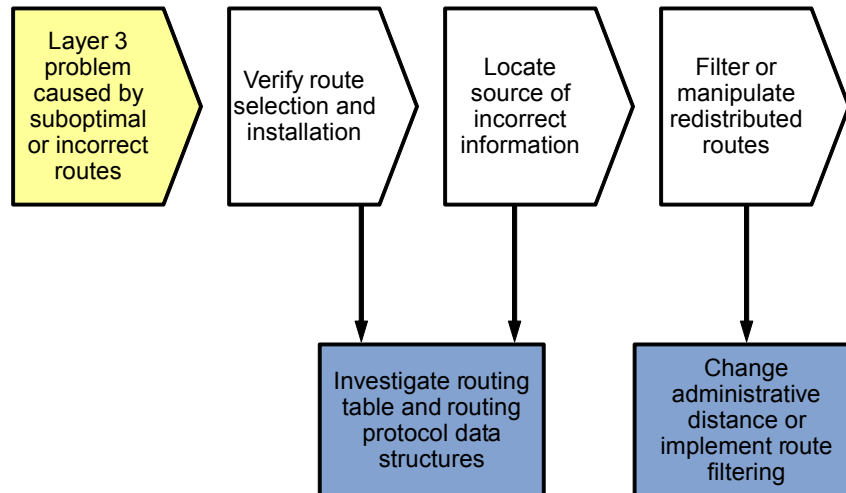 Layer 3
problem
caused by
suboptimal
or incorrect
routes
Verify route
selection and
installation
Locate
source of
incorrect
information
Filter or
manipulate
redistributed
routes
Investigate routing
table and routing
protocol data
structures
Change
administrative
distance or
implement route
filtering